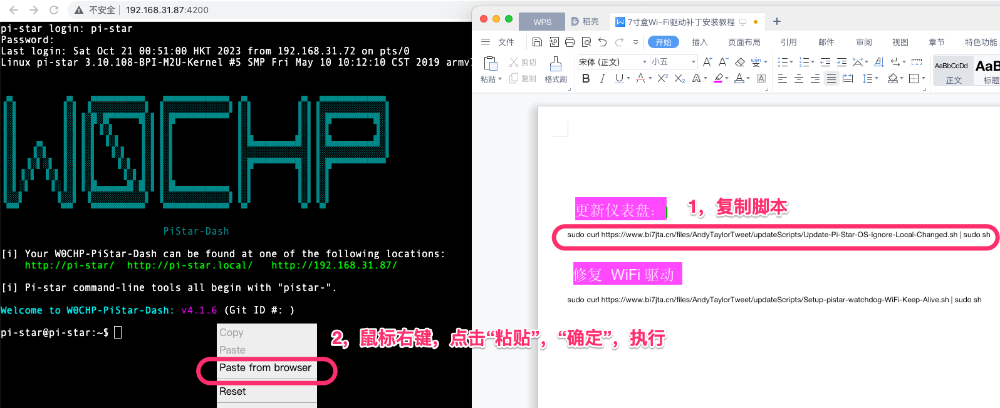 不安全 192.168.31.87:4200
pi-star login: pi-star
Password:
Last login: Sat Oct 21 00:51:00 HKT 2023 from 192.168.31.72 on pts/0
Linux pi-star 3.10.108-BPI-M2U-Kernel #5 SMP Fri May 10 10:12:10 CST 2019 armv7
W0CHP
PiStar-Dash
[i] Your W0CHP-PiStar-Dash can be found at one of the following locations:
http://pi-star/ http://pi-star.local/ http://192.168.31.87/
[i] Pi-star command-line tools all begin with "pistar-".
Welcome to W0CHP-PiStar-Dash: v4.1.6 (Git ID #: )
pi-star@pi-star:~$
Copy
Paste
Paste from browser
Reset
2，鼠标右键，点击“粘贴”，“确定”，执行
WPS 稻壳 7寸盒Wi-Fi驱动补丁安装教程
文件 开始 插入 页面布局 引用 邮件 审阅 视图 章节 特色功能
粘贴 剪切 复制 格式刷
宋体 (正文) 小五
AaBbCcDd AaB
正文 标题
更新仪表盘：
1，复制脚本
sudo curl https://www.bi7jta.cn/files/AndyTaylorTweet/updateScripts/Update-Pi-Star-OS-Ignore-Local-Changed.sh | sudo sh
修复 WiFi 驱动
sudo curl https://www.bi7jta.cn/files/AndyTaylorTweet/updateScripts/Setup-pistar-watchdog-WiFi-Keep-Alive.sh | sudo sh